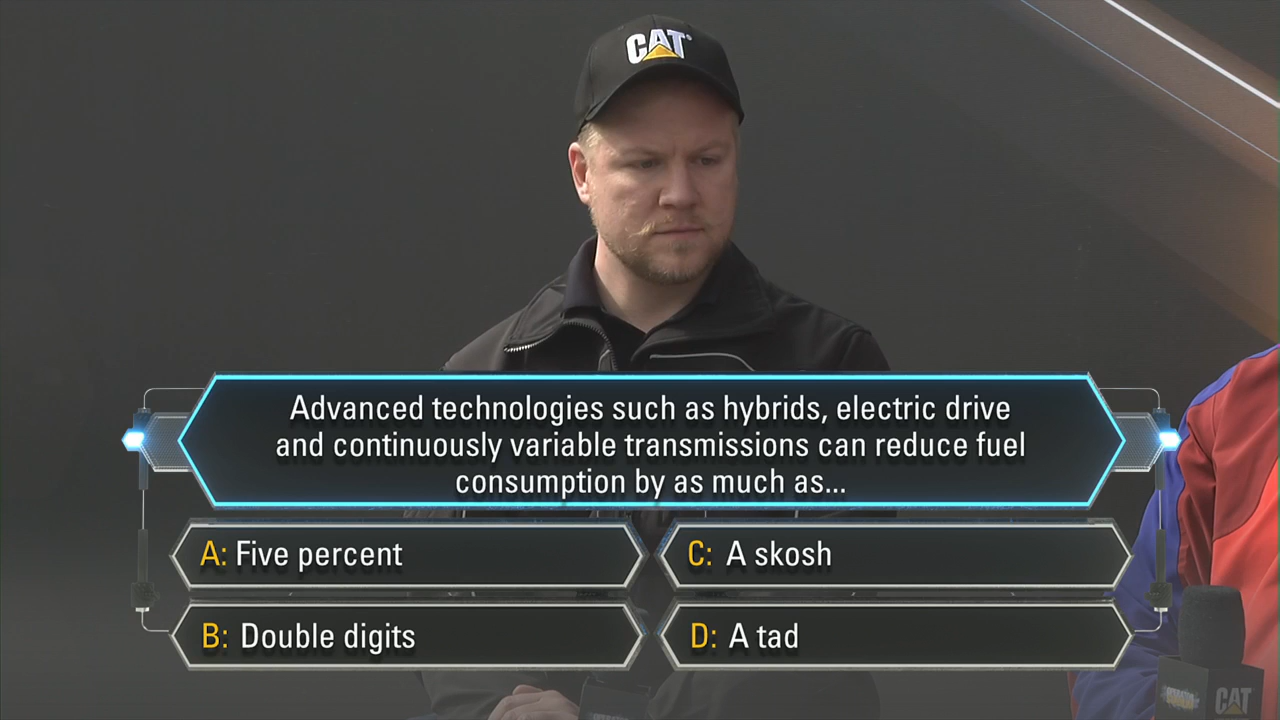 CAT
Advanced technologies such as hybrids, electric drive
and continuously variable transmissions can reduce fuel
consumption by as much as...
A: Five percent
C: A skosh
B: Double digits
D: A tad
CAT